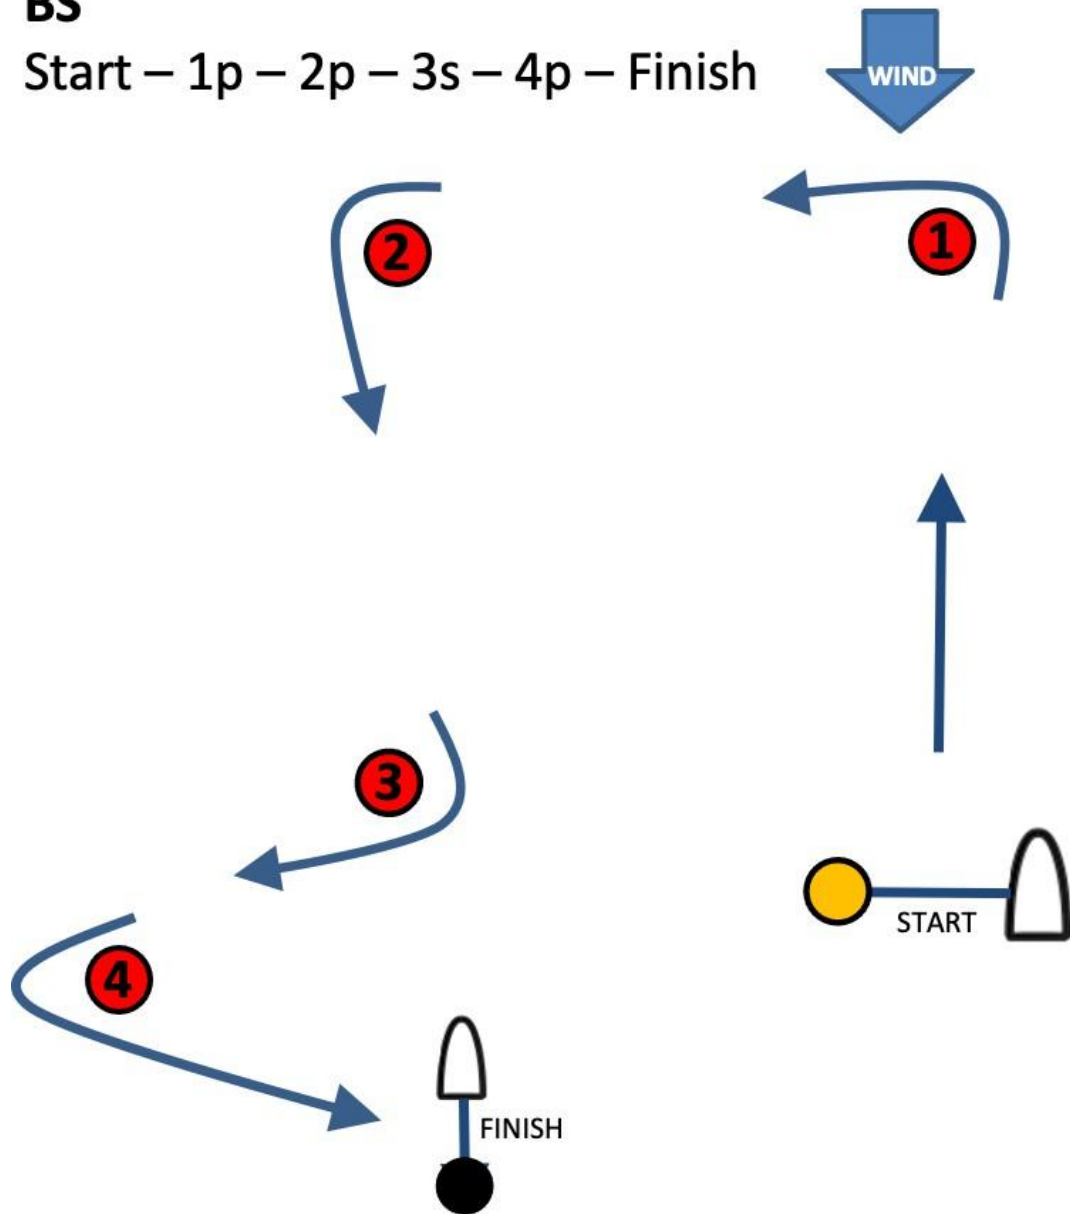 BS
Start – 1p – 2p – 3s – 4p – Finish
WIND
2
1
3
START
4
FINISH